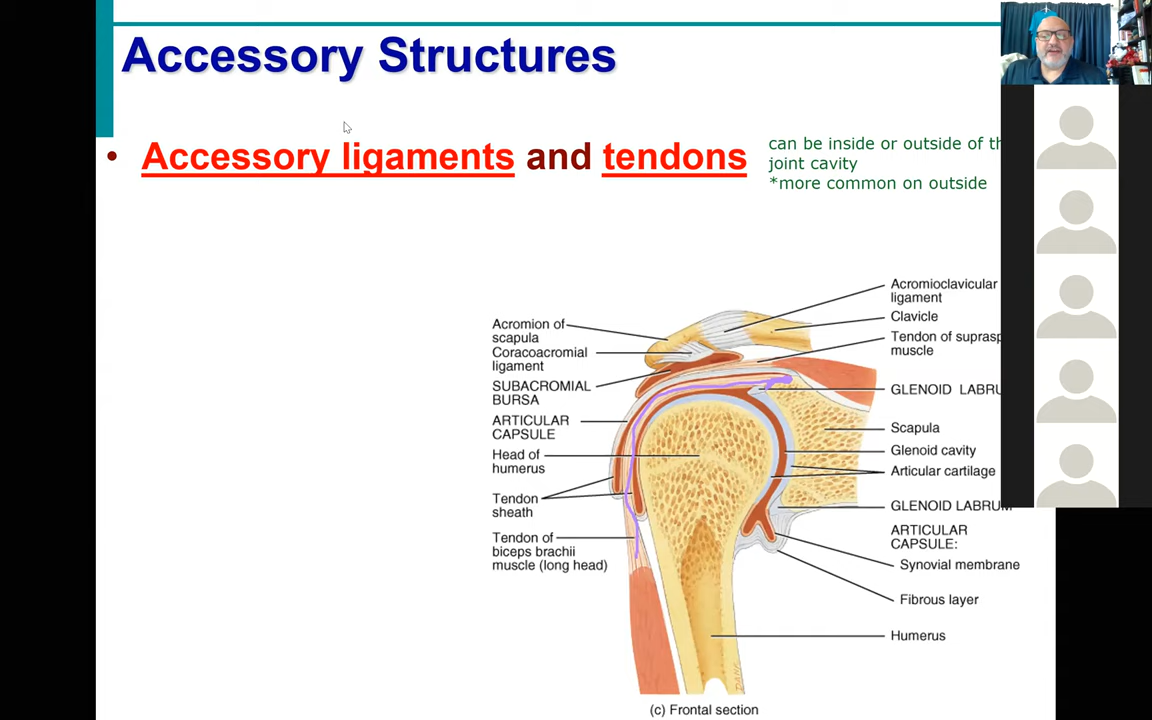 Accessory Structures
• Accessory ligaments and tendons
can be inside or outside of
joint cavity
*more common on outside
Acromion of
scapula
Coracoacromial
ligament
SUBACROMIAL
BURSA
ARTICULAR
CAPSULE
Head of
humerus
Tendon
sheath
Tendon of
biceps brachii
muscle (long head)
Acromioclavicular
ligament
Clavicle
Tendon of
muscle
GLENOID
Scapula
Glenoid cavity
Articular cartilage
GLENOID LABRUM
ARTICULAR
CAPSULE:
Synovial membrane
Fibrous layer
Humerus
(c) Frontal section